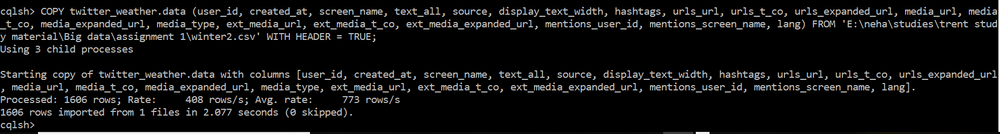 cqlsh> COPY twitter_weather.data (user_id, created_at, screen_name, text_all, source, display_text_width, hashtags, urls_url, urls_t_co, urls_expanded_url, media_url, media
_t_co, media_expanded_url, media_type, ext_media_url, ext_media_t_co, ext_media_expanded_url, mentions_user_id, mentions_screen_name, lang) FROM 'E:\neha\studies\trent stud
y material\Big data\assignment 1\winter2.csv' WITH HEADER = TRUE;
Using 3 child processes
Starting copy of twitter_weather.data with columns [user_id, created_at, screen_name, text_all, source, display_text_width, hashtags, urls_url, urls_t_co, urls_expanded_url
, media_url, media_t_co, media_expanded_url, media_type, ext_media_url, ext_media_t_co, ext_media_expanded_url, mentions_user_id, mentions_screen_name, lang].
Processed: 1606 rows; Rate:     408 rows/s; Avg. rate:     773 rows/s
1606 rows imported from 1 files in 2.077 seconds (0 skipped).
cqlsh>